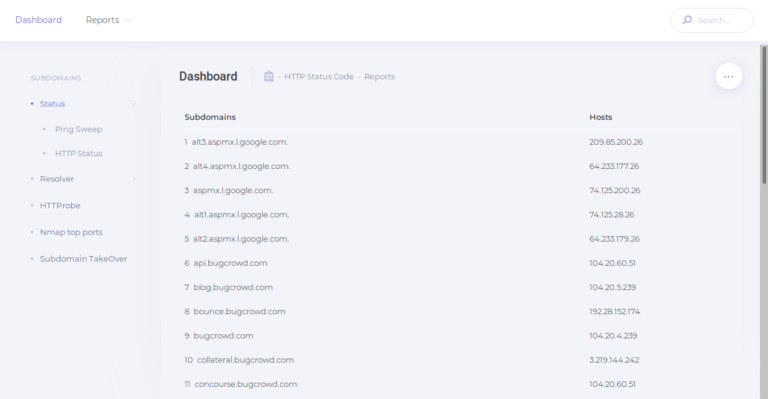 Dashboard Reports Search...
SUBDOMAINS
Status
Ping Sweep
HTTP Status
Resolver
HTTProbe
Nmap top ports
Subdomain TakeOver
Dashboard - HTTP Status Code - Reports
Subdomains Hosts
1 alt3.aspmx.l.google.com. 209.85.200.26
2 alt4.aspmx.l.google.com. 64.233.177.26
3 aspmx.l.google.com. 74.125.200.26
4 alt1.aspmx.l.google.com. 74.125.28.26
5 alt2.aspmx.l.google.com. 64.233.179.26
6 api.bugcrowd.com 104.20.60.51
7 blog.bugcrowd.com 104.20.5.239
8 bounce.bugcrowd.com 192.28.152.174
9 bugcrowd.com 104.20.4.239
10 collateral.bugcrowd.com 3.219.144.242
11 concourse.bugcrowd.com 104.20.60.51